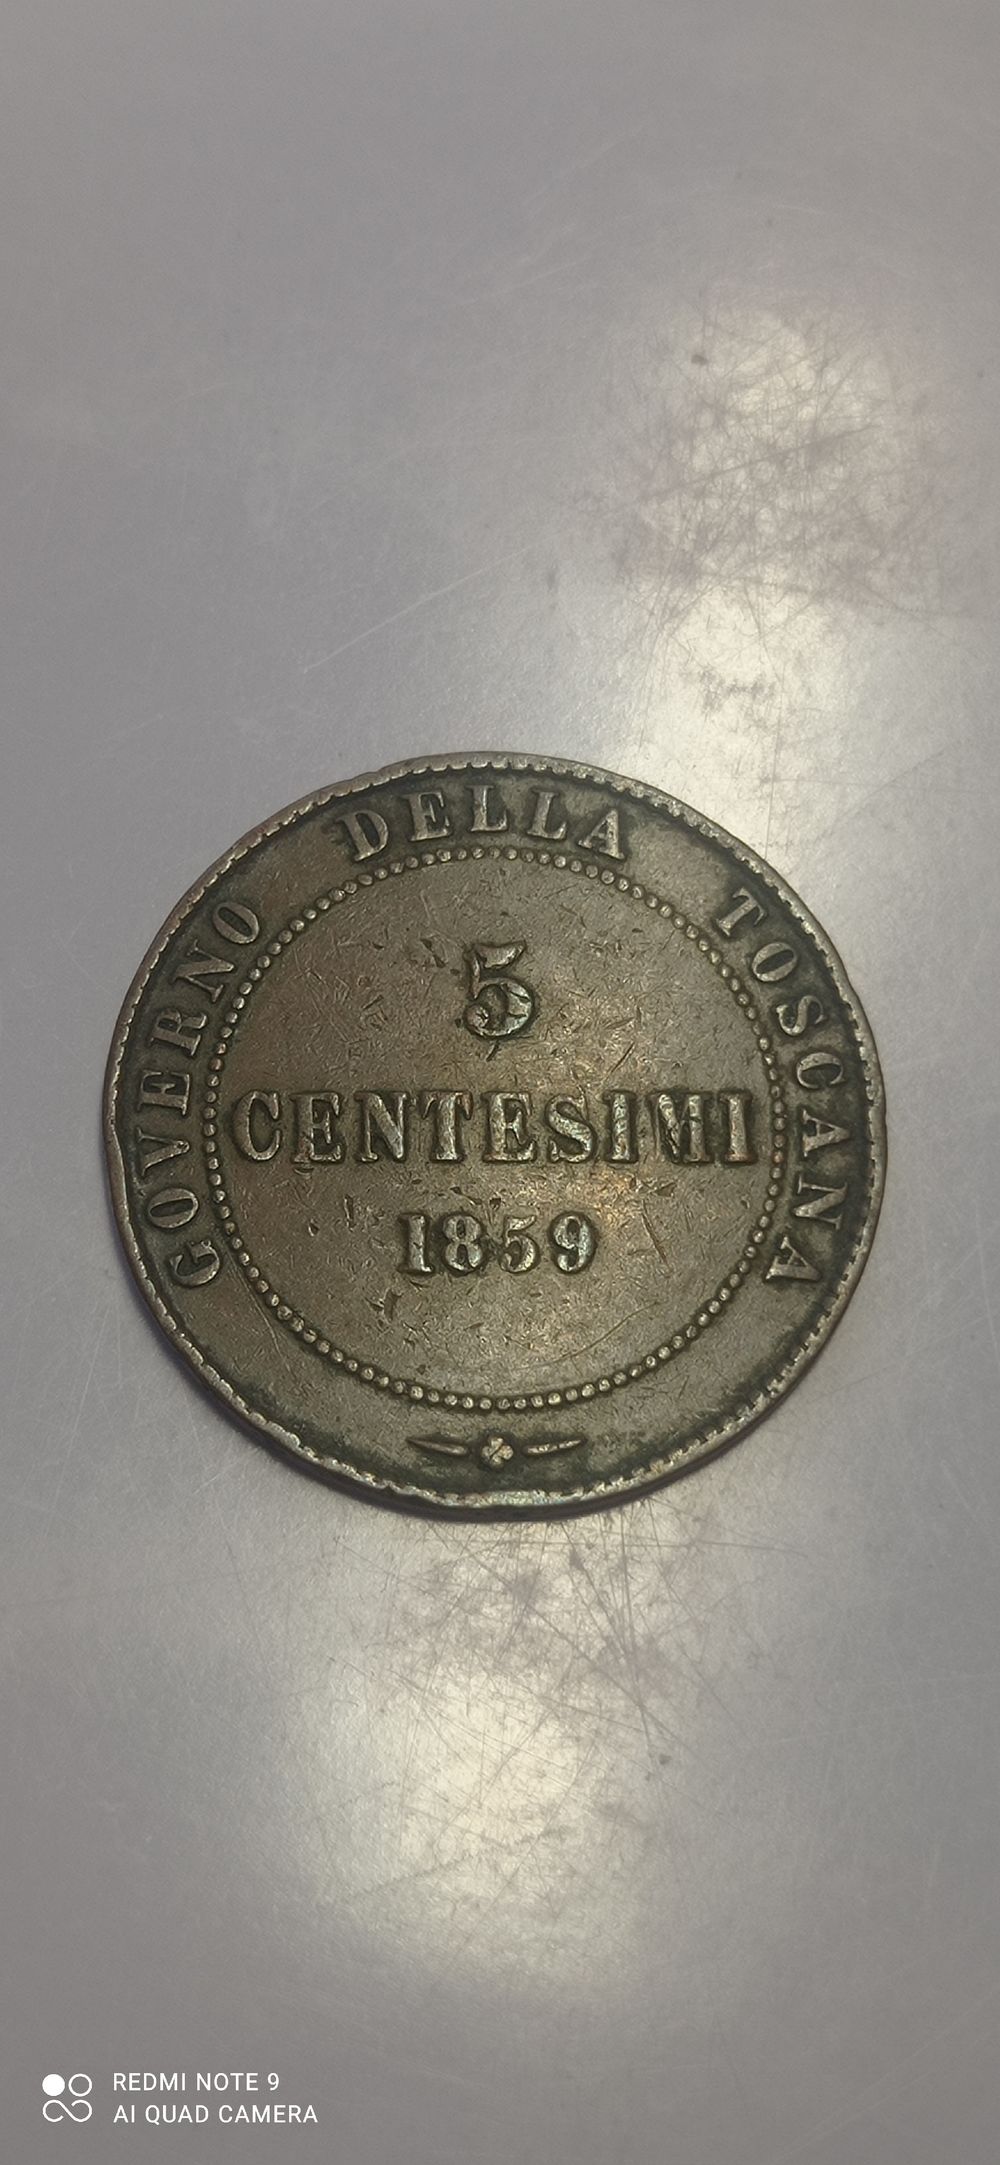 GOVERNO DELLA TOSCANA
5
CENTESIMI
1859
REDMI NOTE 9
AI QUAD CAMERA